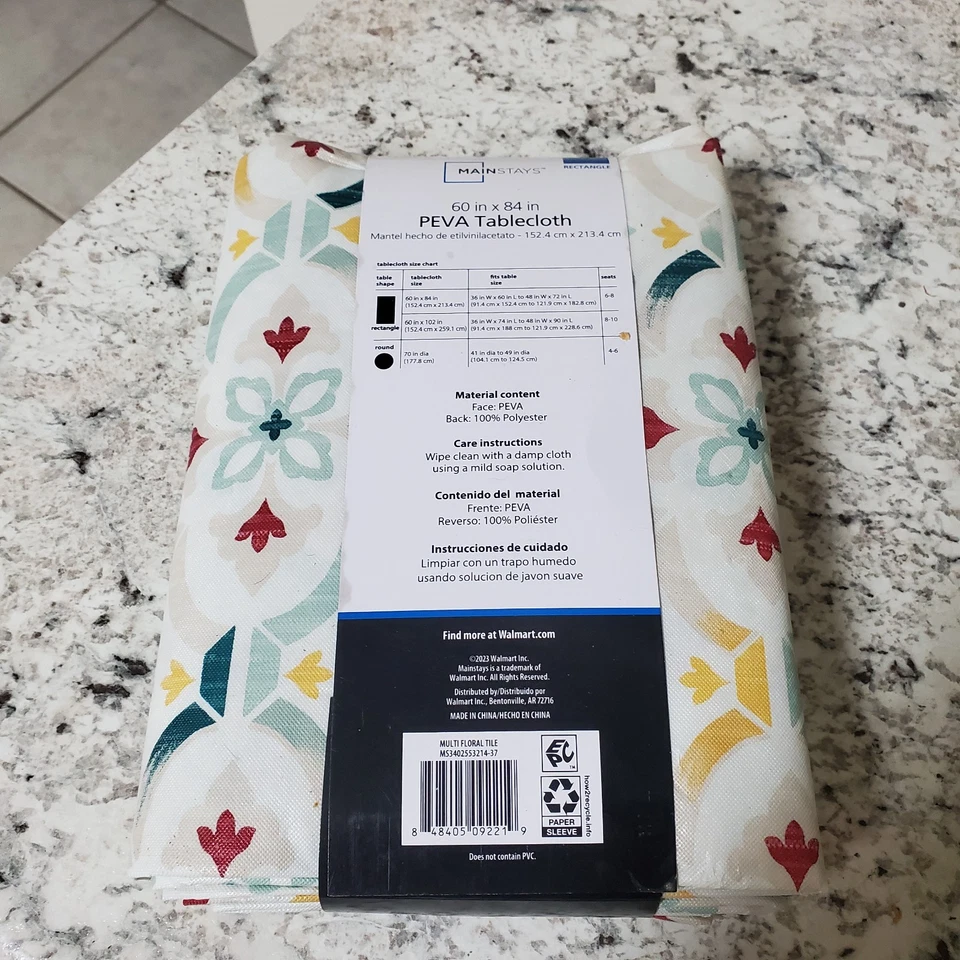 MAINSTAYS™
RECTANGLE
60 in x 84 in
PEVA Tablecloth
Mantel hecho de etilvinilacetato - 152.4 cm x 213.4 cm
tablecloth size chart
table shape tablecloth size fits table size seats
rectangle
60 in x 84 in 36 in W x 60 in L to 48 in W x 72 in L 6-8
(152.4 cm x 213.4 cm) (91.4 cm x 152.4 cm to 121.9 cm x 182.8 cm)
60 in x 102 in 36 in W x 74 in L to 48 in W x 90 in L 8-10
(152.4 cm x 259.1 cm) (91.4 cm x 188 cm to 121.9 cm x 228.6 cm)
round
70 in dia 41 in dia to 49 in dia 4-6
(177.8 cm) (104.1 cm to 124.5 cm)
Material content
Face: PEVA
Back: 100% Polyester
Care instructions
Wipe clean with a damp cloth
using a mild soap solution.
Contenido del material
Frente: PEVA
Reverso: 100% Poliéster
Instrucciones de cuidado
Limpiar con un trapo humedo
usando solucion de javon suave
Find more at Walmart.com
©2023 Walmart Inc.
Mainstays is a trademark of
Walmart Inc. All Rights Reserved.
Distributed by/Distribuido por
Walmart Inc., Bentonville, AR 72716
MADE IN CHINA/HECHO EN CHINA
MULTI FLORAL TILE
MS3402553214-37
8 48405 09221 9
EPC™
how2recycle.info
PAPER
SLEEVE
Does not contain PVC.